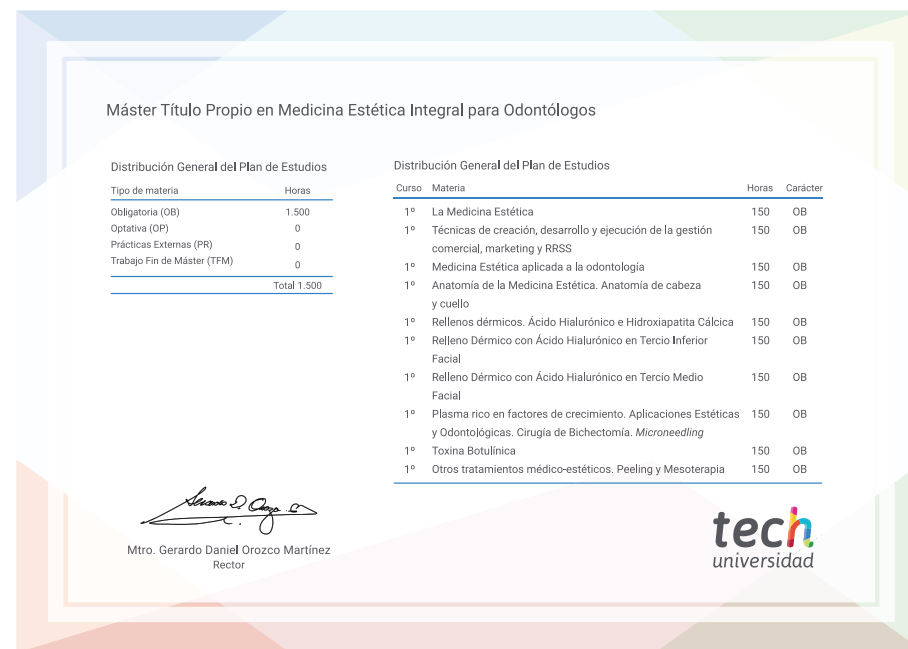 Máster Título Propio en Medicina Estética Integral para Odontólogos
Distribución General del Plan de Estudios
Tipo de materia Horas
Obligatoria (OB) 1.500
Optativa (OP) 0
Prácticas Externas (PR) 0
Trabajo Fin de Máster (TFM) 0
Total 1.500
Distribución General del Plan de Estudios
Curso Materia Horas Carácter
1º La Medicina Estética 150 OB
1º Técnicas de creación, desarrollo y ejecución de la gestión 150 OB
comercial, marketing y RRSS
1º Medicina Estética aplicada a la odontología 150 OB
1º Anatomía de la Medicina Estética. Anatomía de cabeza 150 OB
y cuello
1º Rellenos dérmicos. Ácido Hialurónico e Hidroxiapatita Cálcica 150 OB
1º Relleno Dérmico con Ácido Hialurónico en Tercio Inferior 150 OB
Facial
1º Relleno Dérmico con Ácido Hialurónico en Tercio Medio 150 OB
Facial
1º Plasma rico en factores de crecimiento. Aplicaciones Estéticas 150 OB
y Odontológicas. Cirugía de Bichectomía. Microneedling
1º Toxina Botulínica 150 OB
1º Otros tratamientos médico-estéticos. Peeling y Mesoterapia 150 OB
Mtro. Gerardo Daniel Orozco Martínez
Rector
tech
universidad